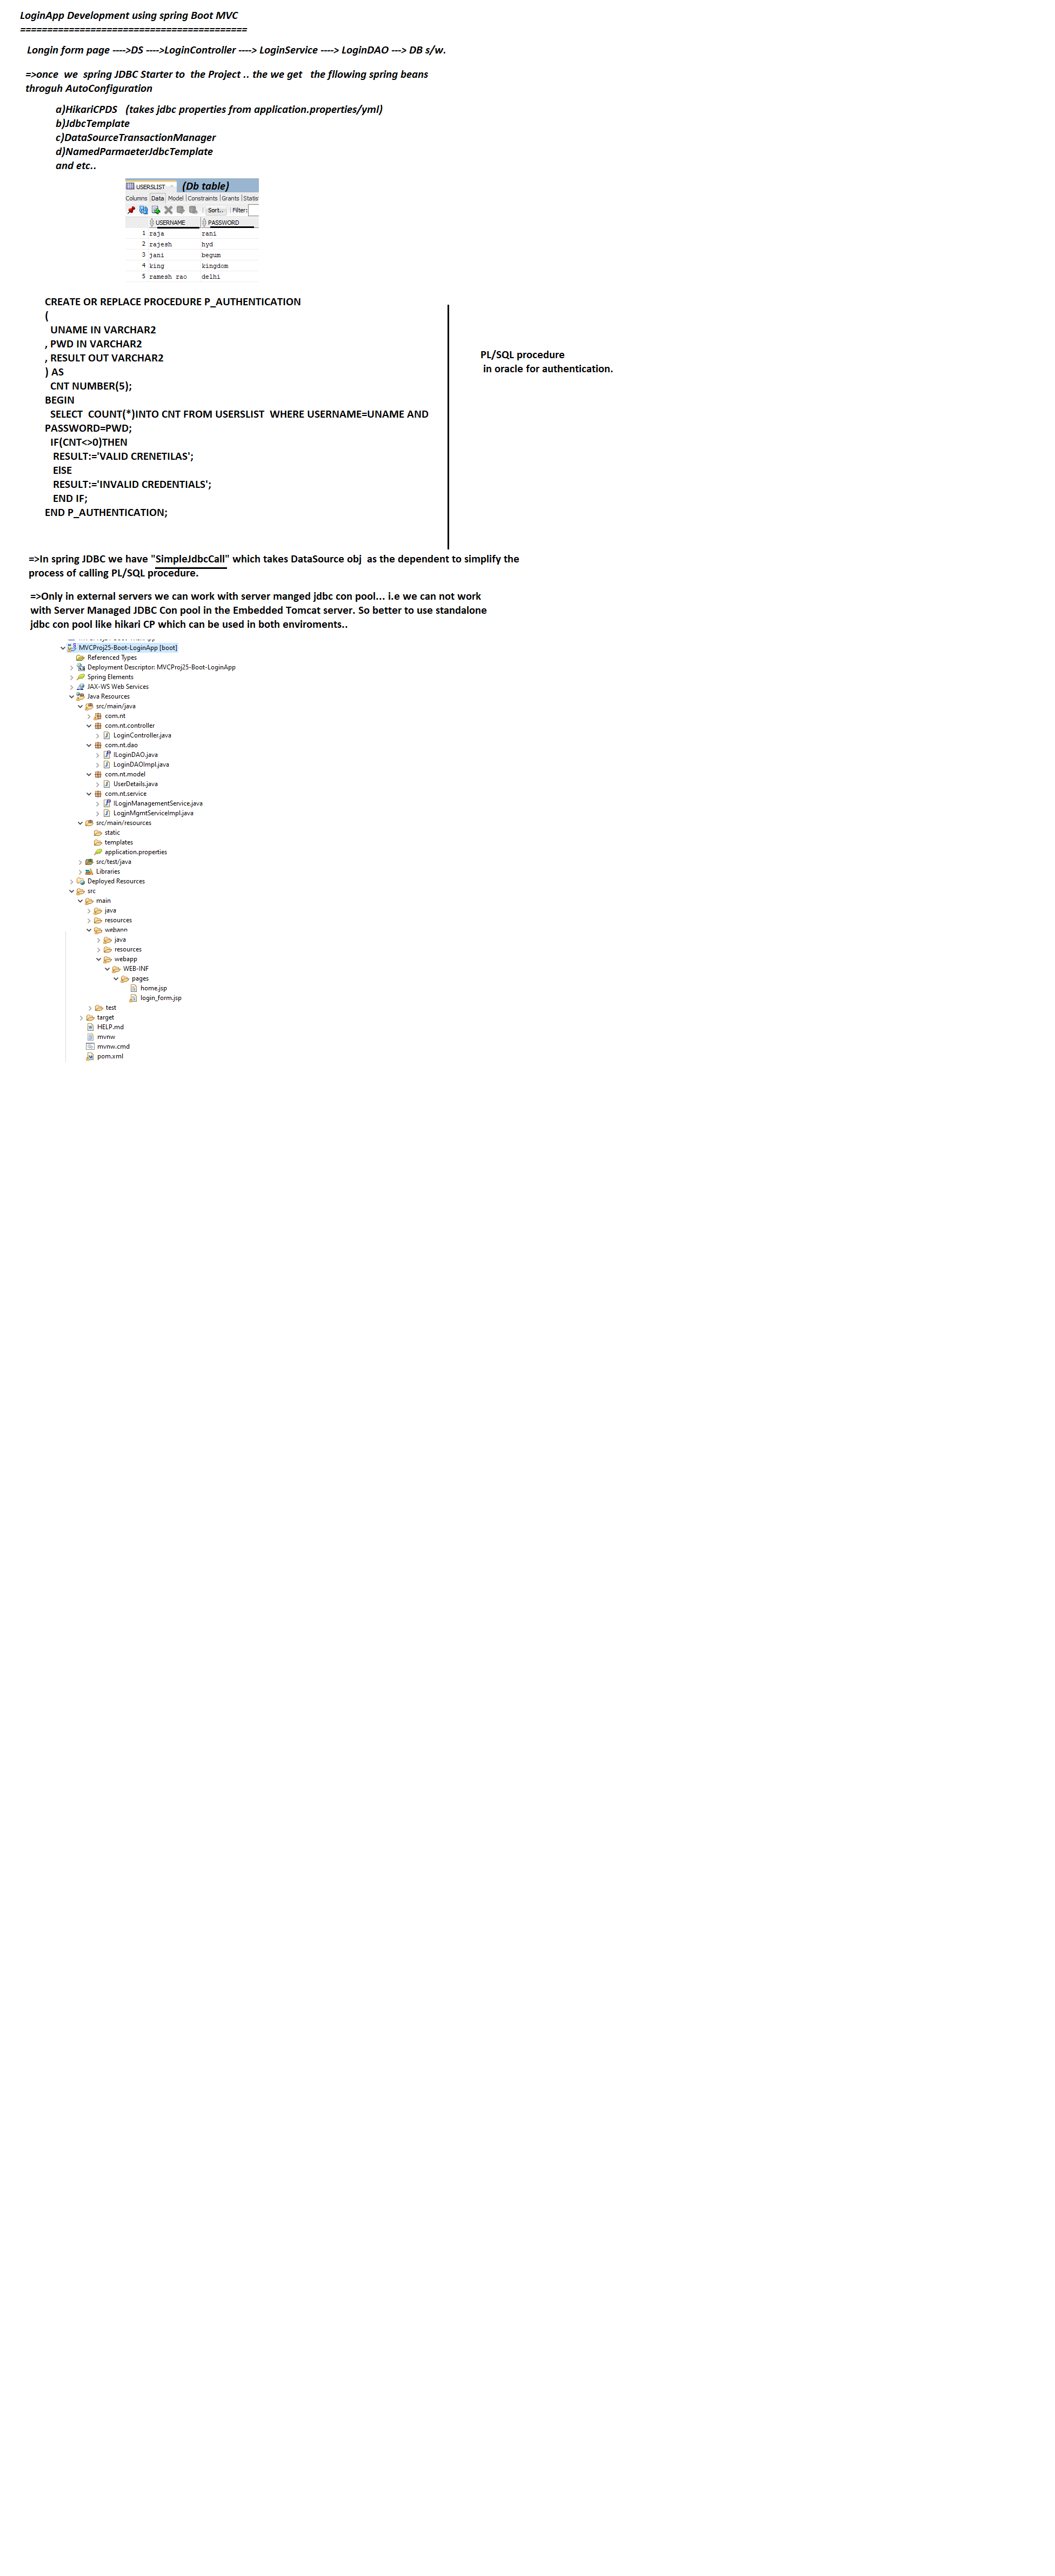 LoginApp Development using spring Boot MVC
==========================================
Longin form page ---->DS ---->LoginController ----> LoginService ----> LoginDAO ---> DB s/w.
=>once  we  spring JDBC Starter to  the Project .. the we get   the fllowing spring beans
throguh AutoConfiguration
a)HikariCPDS   (takes jdbc properties from application.properties/yml)
b)JdbcTemplate
c)DataSourceTransactionManager
d)NamedParmaeterJdbcTemplate
and etc..
USERSLIST (Db table)
Columns Data Model Constraints Grants Statis
Sort.. Filter:
USERNAME PASSWORD
1 raja rani
2 rajesh hyd
3 jani begum
4 king kingdom
5 ramesh rao delhi
CREATE OR REPLACE PROCEDURE P_AUTHENTICATION
(
UNAME IN VARCHAR2
, PWD IN VARCHAR2
, RESULT OUT VARCHAR2
) AS
CNT NUMBER(5);
BEGIN
SELECT  COUNT(*)INTO CNT FROM USERSLIST  WHERE USERNAME=UNAME AND
PASSWORD=PWD;
IF(CNT<>0)THEN
RESULT:='VALID CRENETILAS';
ElSE
RESULT:='INVALID CREDENTIALS';
END IF;
END P_AUTHENTICATION;
PL/SQL procedure
in oracle for authentication.
=>In spring JDBC we have "SimpleJdbcCall" which takes DataSource obj  as the dependent to simplify the
process of calling PL/SQL procedure.
=>Only in external servers we can work with server manged jdbc con pool... i.e we can not work
with Server Managed JDBC Con pool in the Embedded Tomcat server. So better to use standalone
jdbc con pool like hikari CP which can be used in both enviroments..
MVCProj25-Boot-LoginApp [boot]
Referenced Types
Deployment Descriptor: MVCProj25-Boot-LoginApp
Spring Elements
JAX-WS Web Services
Java Resources
src/main/java
com.nt
com.nt.controller
LoginController.java
com.nt.dao
ILoginDAO.java
LoginDAOImpl.java
com.nt.model
UserDetails.java
com.nt.service
ILogjnManagementService.java
LogjnMgmtServiceImpl.java
src/main/resources
static
templates
application.properties
src/test/java
Libraries
Deployed Resources
src
main
java
resources
webapp
java
resources
webapp
WEB-INF
pages
home.jsp
login_form.jsp
test
target
HELP.md
mvnw
mvnw.cmd
pom.xml